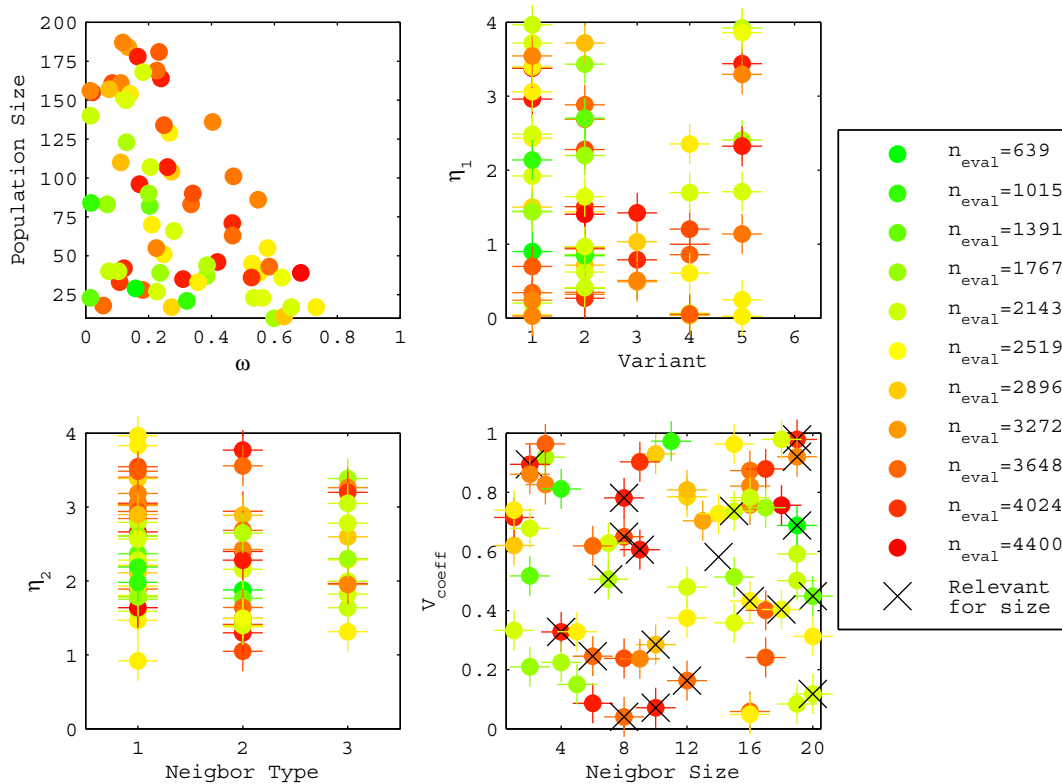 200
175
150
125
100
75
50
25
Population Size
0
0.2
0.4
0.6
0.8
1
ω
4
3
2
1
0
η1
1
2
3
4
5
6
Variant
4
3
2
1
0
η2
1
2
3
Neigbor Type
1
0.8
0.6
0.4
0.2
0
Vcoeff
4
8
12
16
20
Neigbor Size
neval=639
neval=1015
neval=1391
neval=1767
neval=2143
neval=2519
neval=2896
neval=3272
neval=3648
neval=4024
neval=4400
Relevant
for size